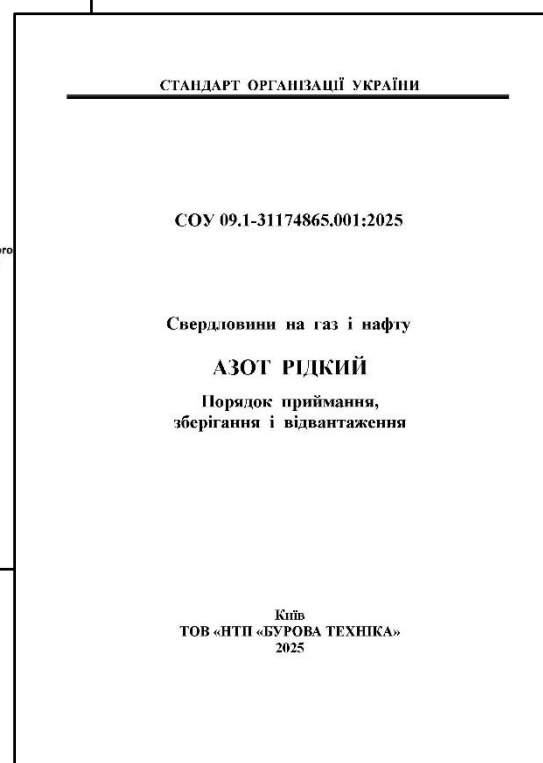 СТАНДАРТ ОРГАНІЗАЦІЇ УКРАЇНИ
СОУ 09.1-31174865.001:2025
Свердловини на газ і нафту
АЗОТ РІДКИЙ
Порядок приймання,
зберігання і відвантаження
Київ
ТОВ «НТП «БУРОВА ТЕХНІКА»
2025